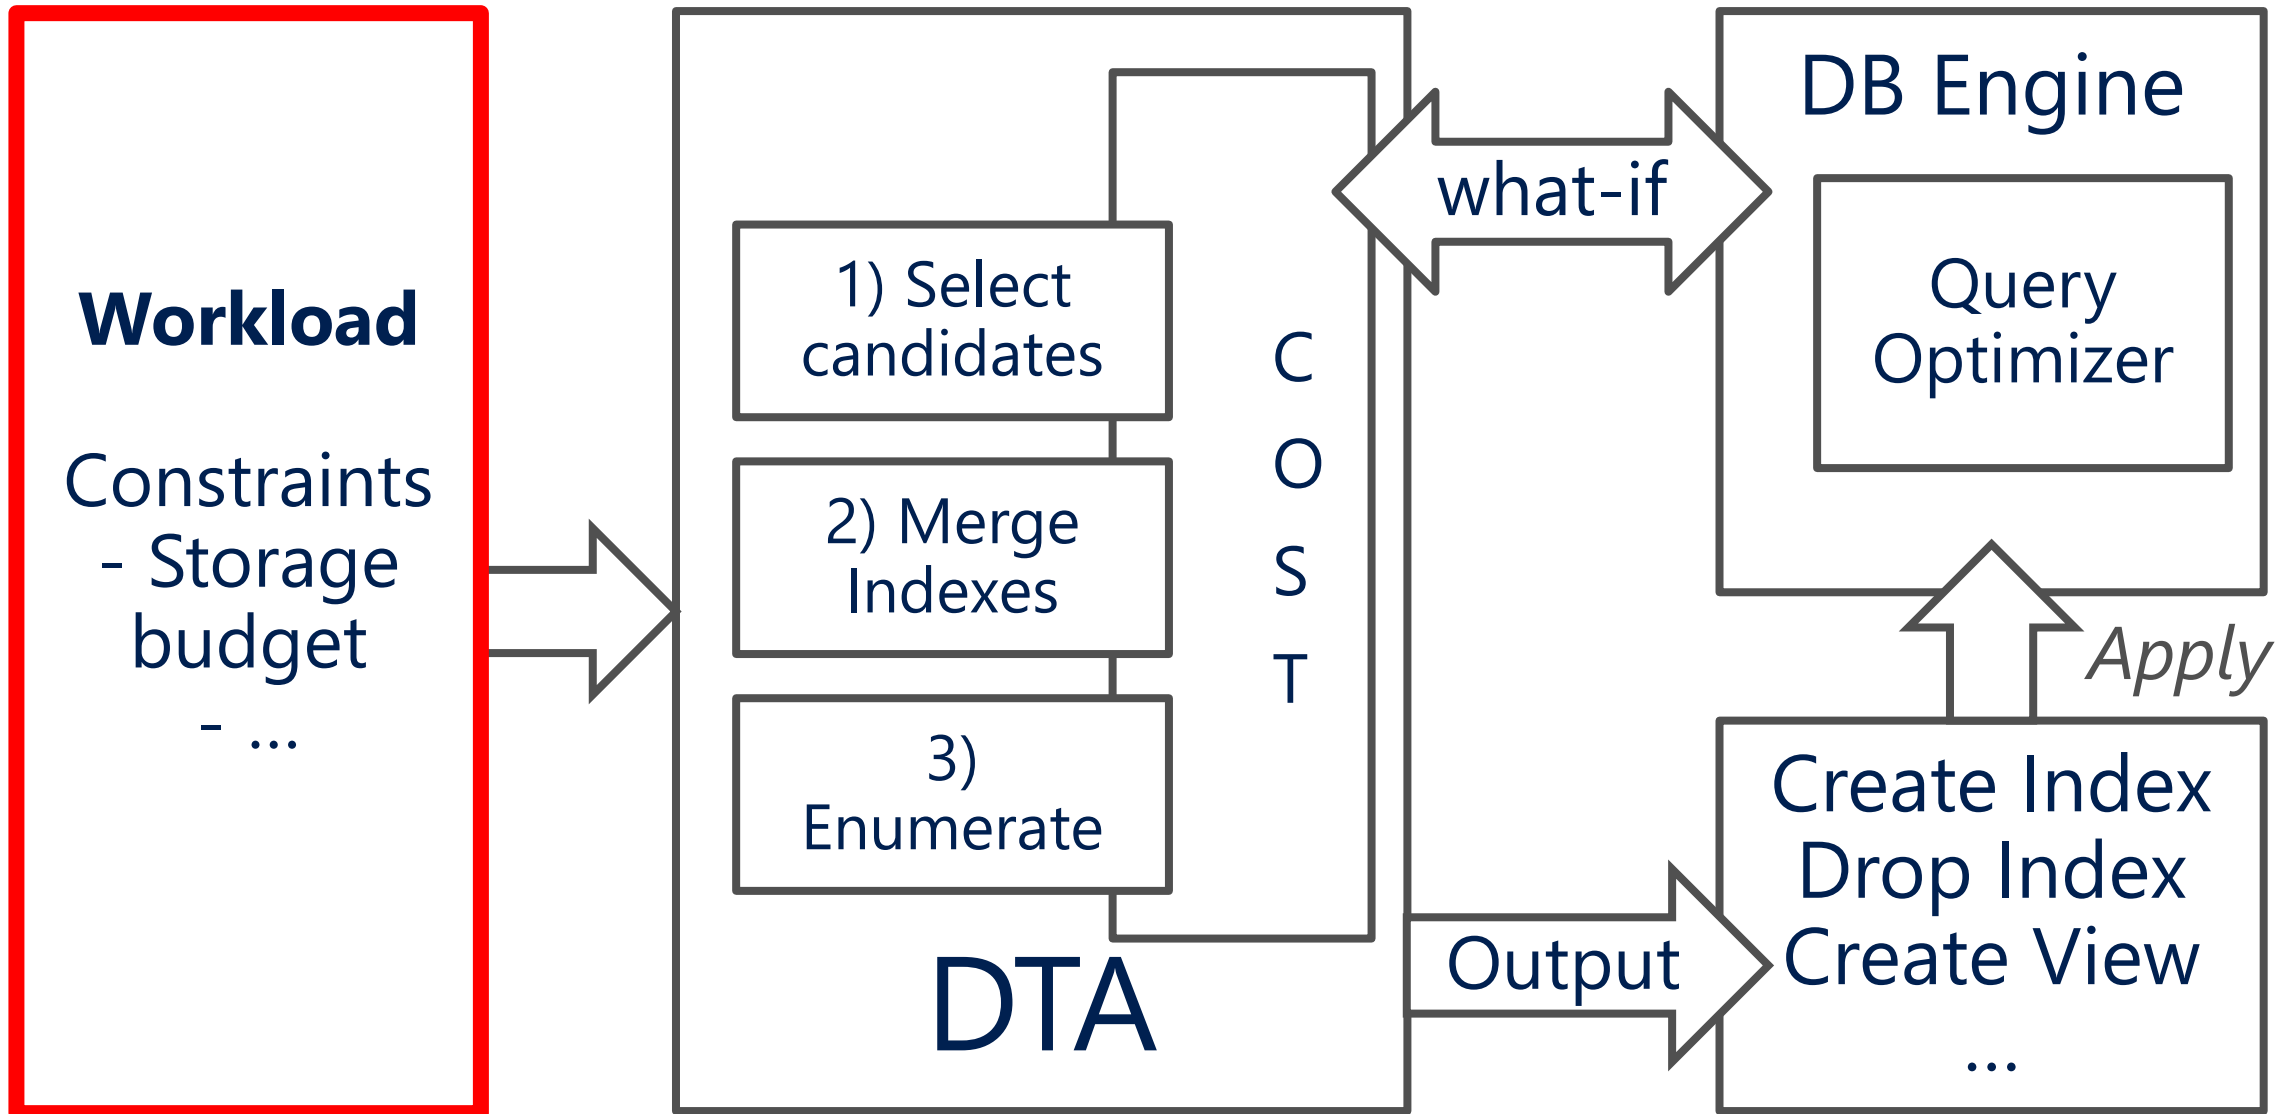 Workload
Constraints
- Storage
budget
- ...
1) Select
candidates
2) Merge
Indexes
3)
Enumerate
C
O
S
T
DTA
what-if
DB Engine
Query
Optimizer
Apply
Output
Create Index
Drop Index
Create View
...